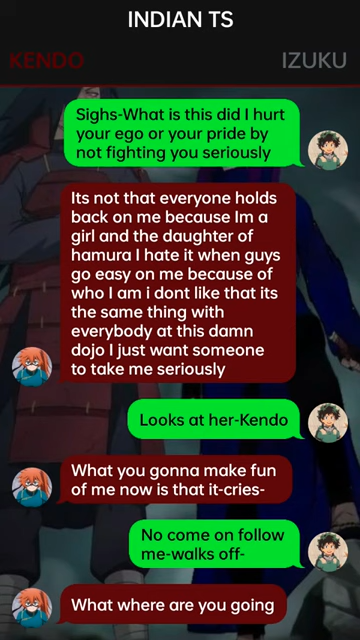 INDIAN TS
KENDO
IZUKU
Sighs-What is this did I hurt
your ego or your pride by
not fighting you seriously
Its not that everyone holds
back on me because Im a
girl and the daughter of
hamura I hate it when guys
go easy on me because of
who I am i dont like that its
the same thing with
everybody at this damn
dojo I just want someone
to take me seriously
Looks at her-Kendo
What you gonna make fun
of me now is that it-cries-
No come on follow
me-walks off-
What where are you going